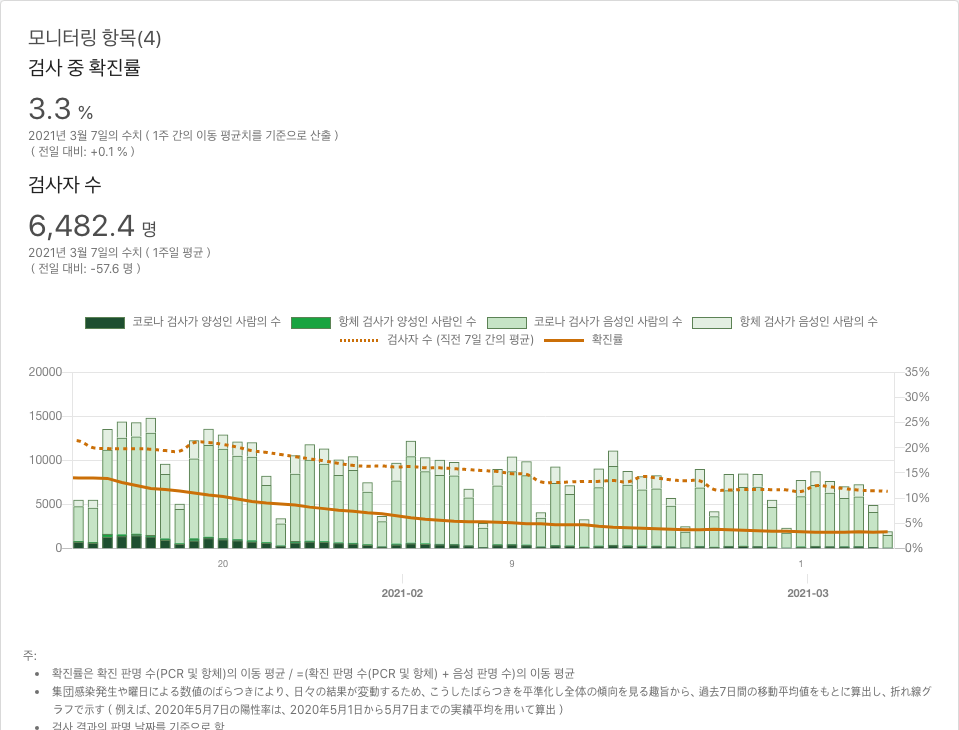 모니터링 항목(4)
검사 중 확진률
3.3 %
2021년 3월 7일의 수치 ( 1주 간의 이동 평균치를 기준으로 산출 )
( 전일 대비: +0.1 % )
검사자 수
6,482.4 명
2021년 3월 7일의 수치 ( 1주일 평균 )
( 전일 대비: -57.6 명 )
코로나 검사가 양성인 사람의 수 항체 검사가 양성인 사람인 수 코로나 검사가 음성인 사람의 수 항체 검사가 음성인 사람의 수
검사자 수 (직전 7일 간의 평균) 확진률
20000 35%
30%
15000 25%
20%
10000 15%
10%
5000 5%
0 0%
20 9 1
2021-02 2021-03
주:
• 확진률은 확진 판명 수(PCR 및 항체)의 이동 평균 / =(확진 판명 수(PCR 및 항체) + 음성 판명 수)의 이동 평균
• 集団感染発生や曜日による数値のばらつきにより、日々の結果が変動するため、こうしたばらつきを平準化し全体の傾向を見る趣旨から、過去7日間の移動平均値をもとに算出し、折れ線グ
ラフで示す ( 例えば、2020年5月7日の陽性率は、2020年5月1日から5月7日までの実績平均を用いて算出 )
• 검사 결과의 판명 날짜를 기준으로 함